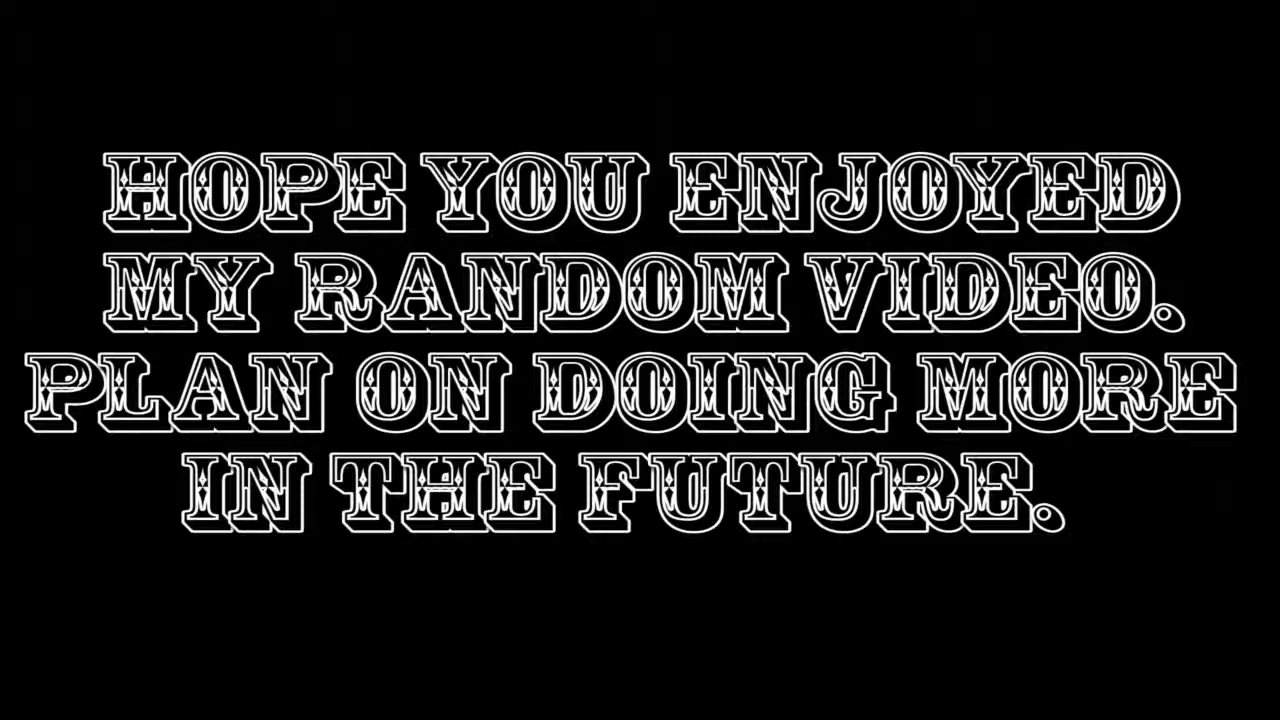 HOPE YOU ENJOYED
MY RANDOM VIDEO.
PLAN ON DOING MORE
IN THE FUTURE.